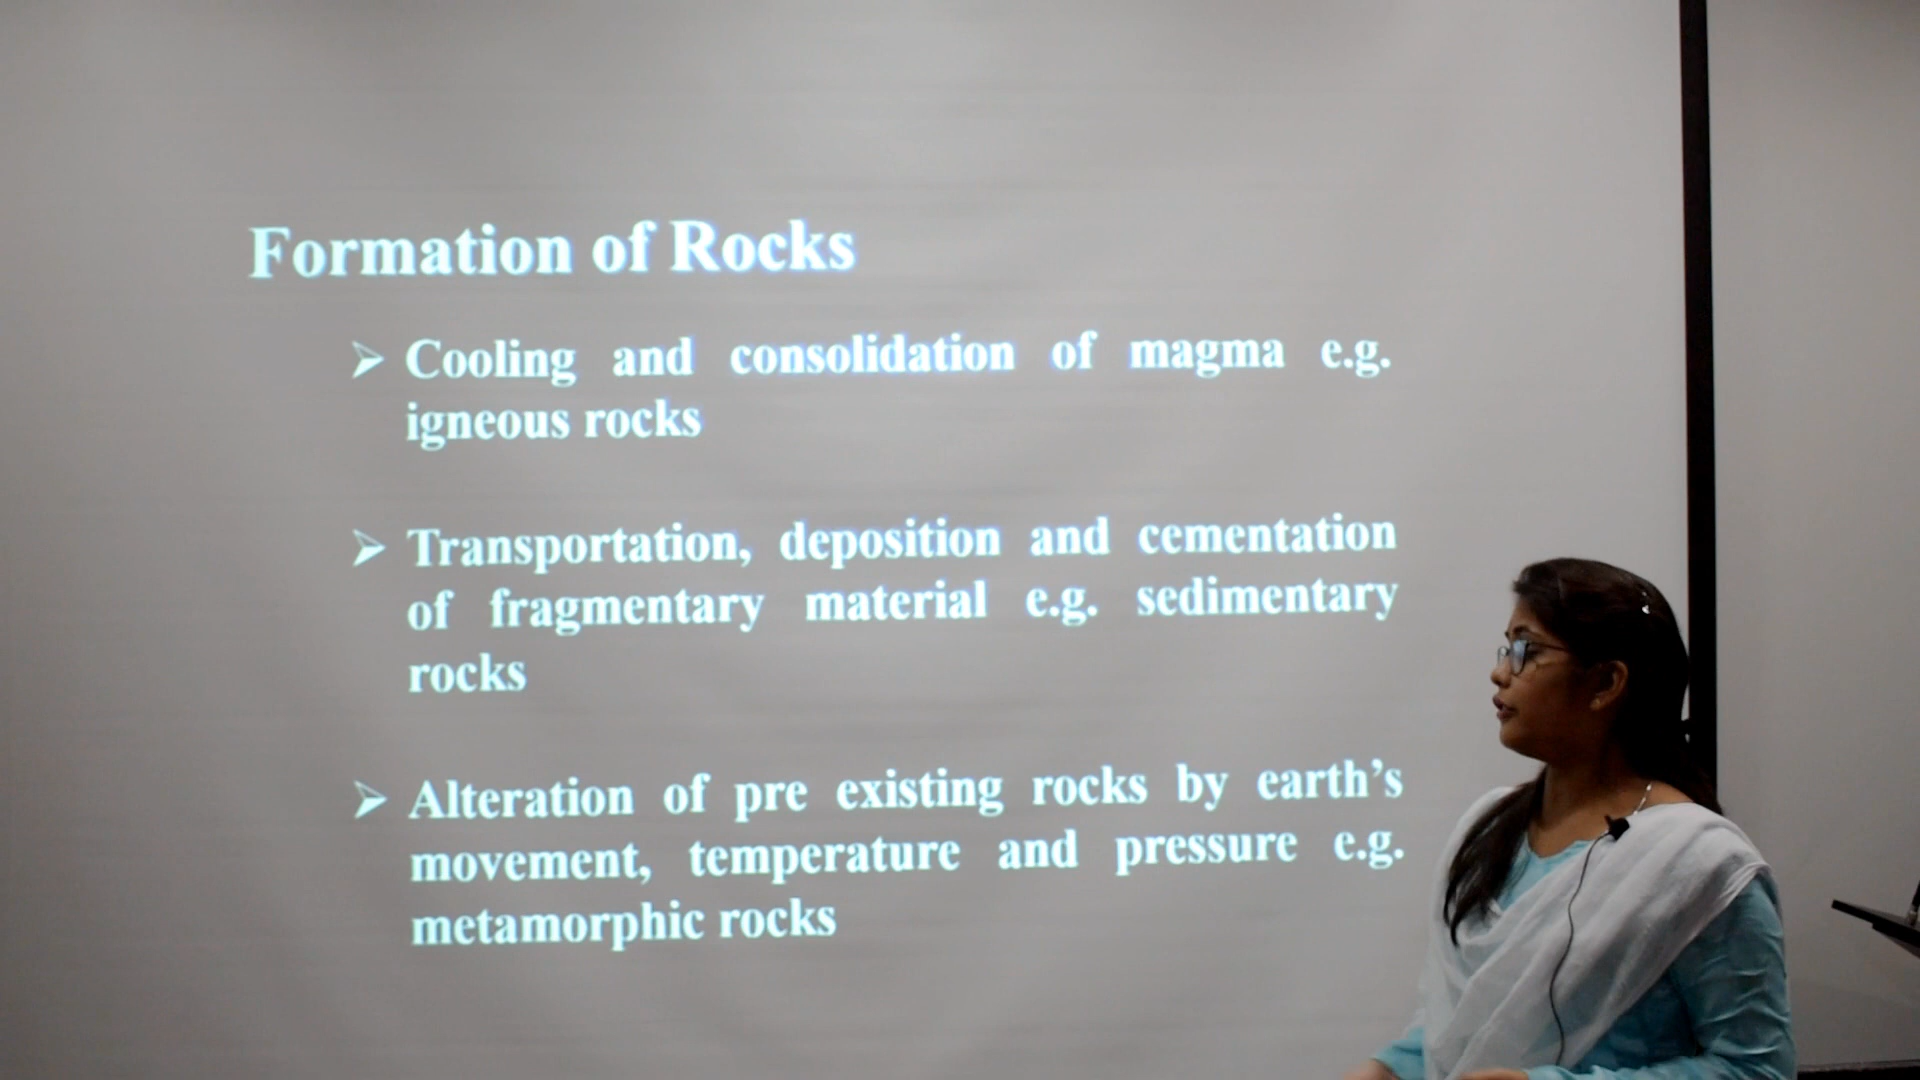 Formation of Rocks
➤ Cooling and consolidation of magma e.g.
igneous rocks
➤ Transportation, deposition and cementation
of fragmentary material e.g. sedimentary
rocks
➤ Alteration of pre existing rocks by earth’s
movement, temperature and pressure e.g.
metamorphic rocks